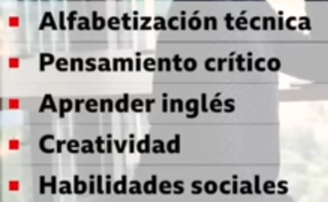 Alfabetización técnica
Pensamiento crítico
Aprender inglés
Creatividad
Habilidades sociales